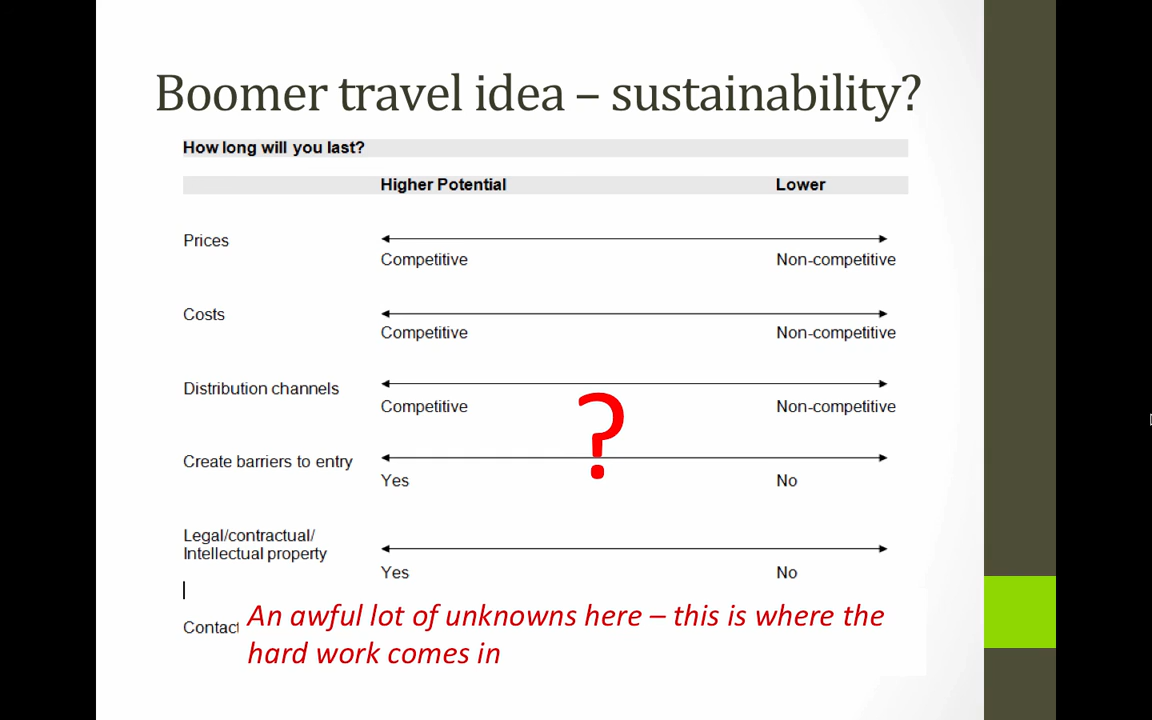 Boomer travel idea – sustainability?
How long will you last?
Higher Potential Lower
Prices
Competitive Non-competitive
Costs
Competitive Non-competitive
Distribution channels
Competitive Non-competitive
?
Create barriers to entry
Yes No
Legal/contractual/
Intellectual property
Yes No
Contact
An awful lot of unknowns here – this is where the
hard work comes in